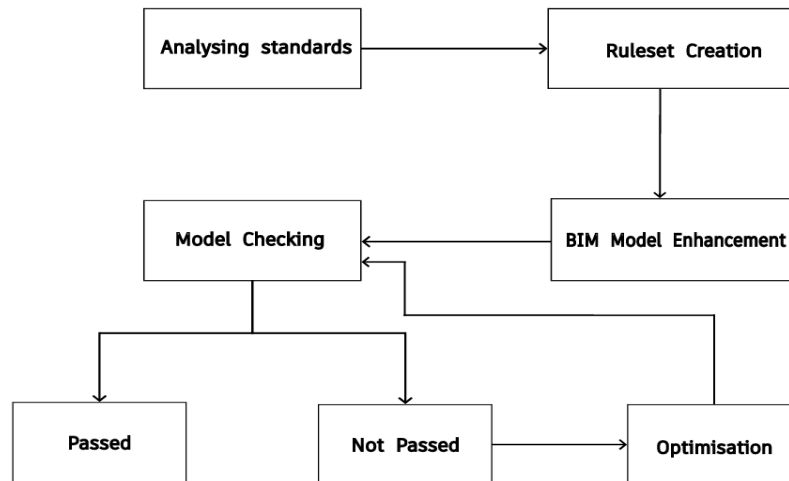 Analysing standards
Ruleset Creation
Model Checking
BIM Model Enhancement
Passed
Not Passed
Optimisation